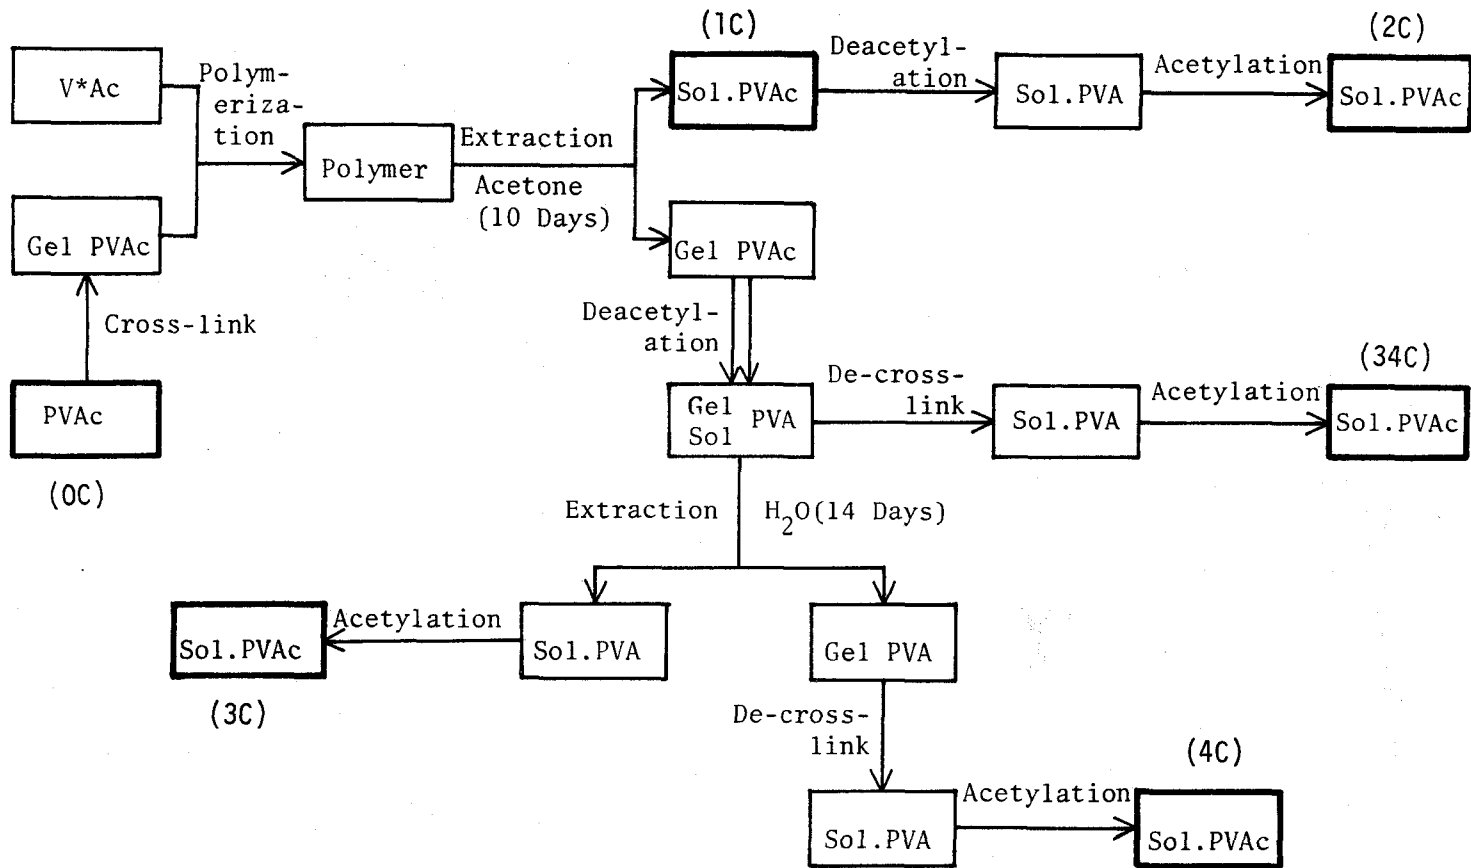 (1C)
(2C)
V*Ac
Polym-
erization
tion
Sol.PVAc
Deacetyl-
ation
Sol.PVA
Acetylation
Sol.PVAc
Polymer
Extraction
Acetone
(10 Days)
Gel PVAc
Gel PVAc
Cross-link
Deacetyl-
ation
PVAc
(0C)
Gel
Sol
PVA
De-cross-
link
Sol.PVA
Acetylation
(34C)
Sol.PVAc
Extraction
H2O(14 Days)
Sol.PVAc
(3C)
Acetylation
Sol.PVA
Gel PVA
De-cross-
link
Sol.PVA
Acetylation
(4C)
Sol.PVAc